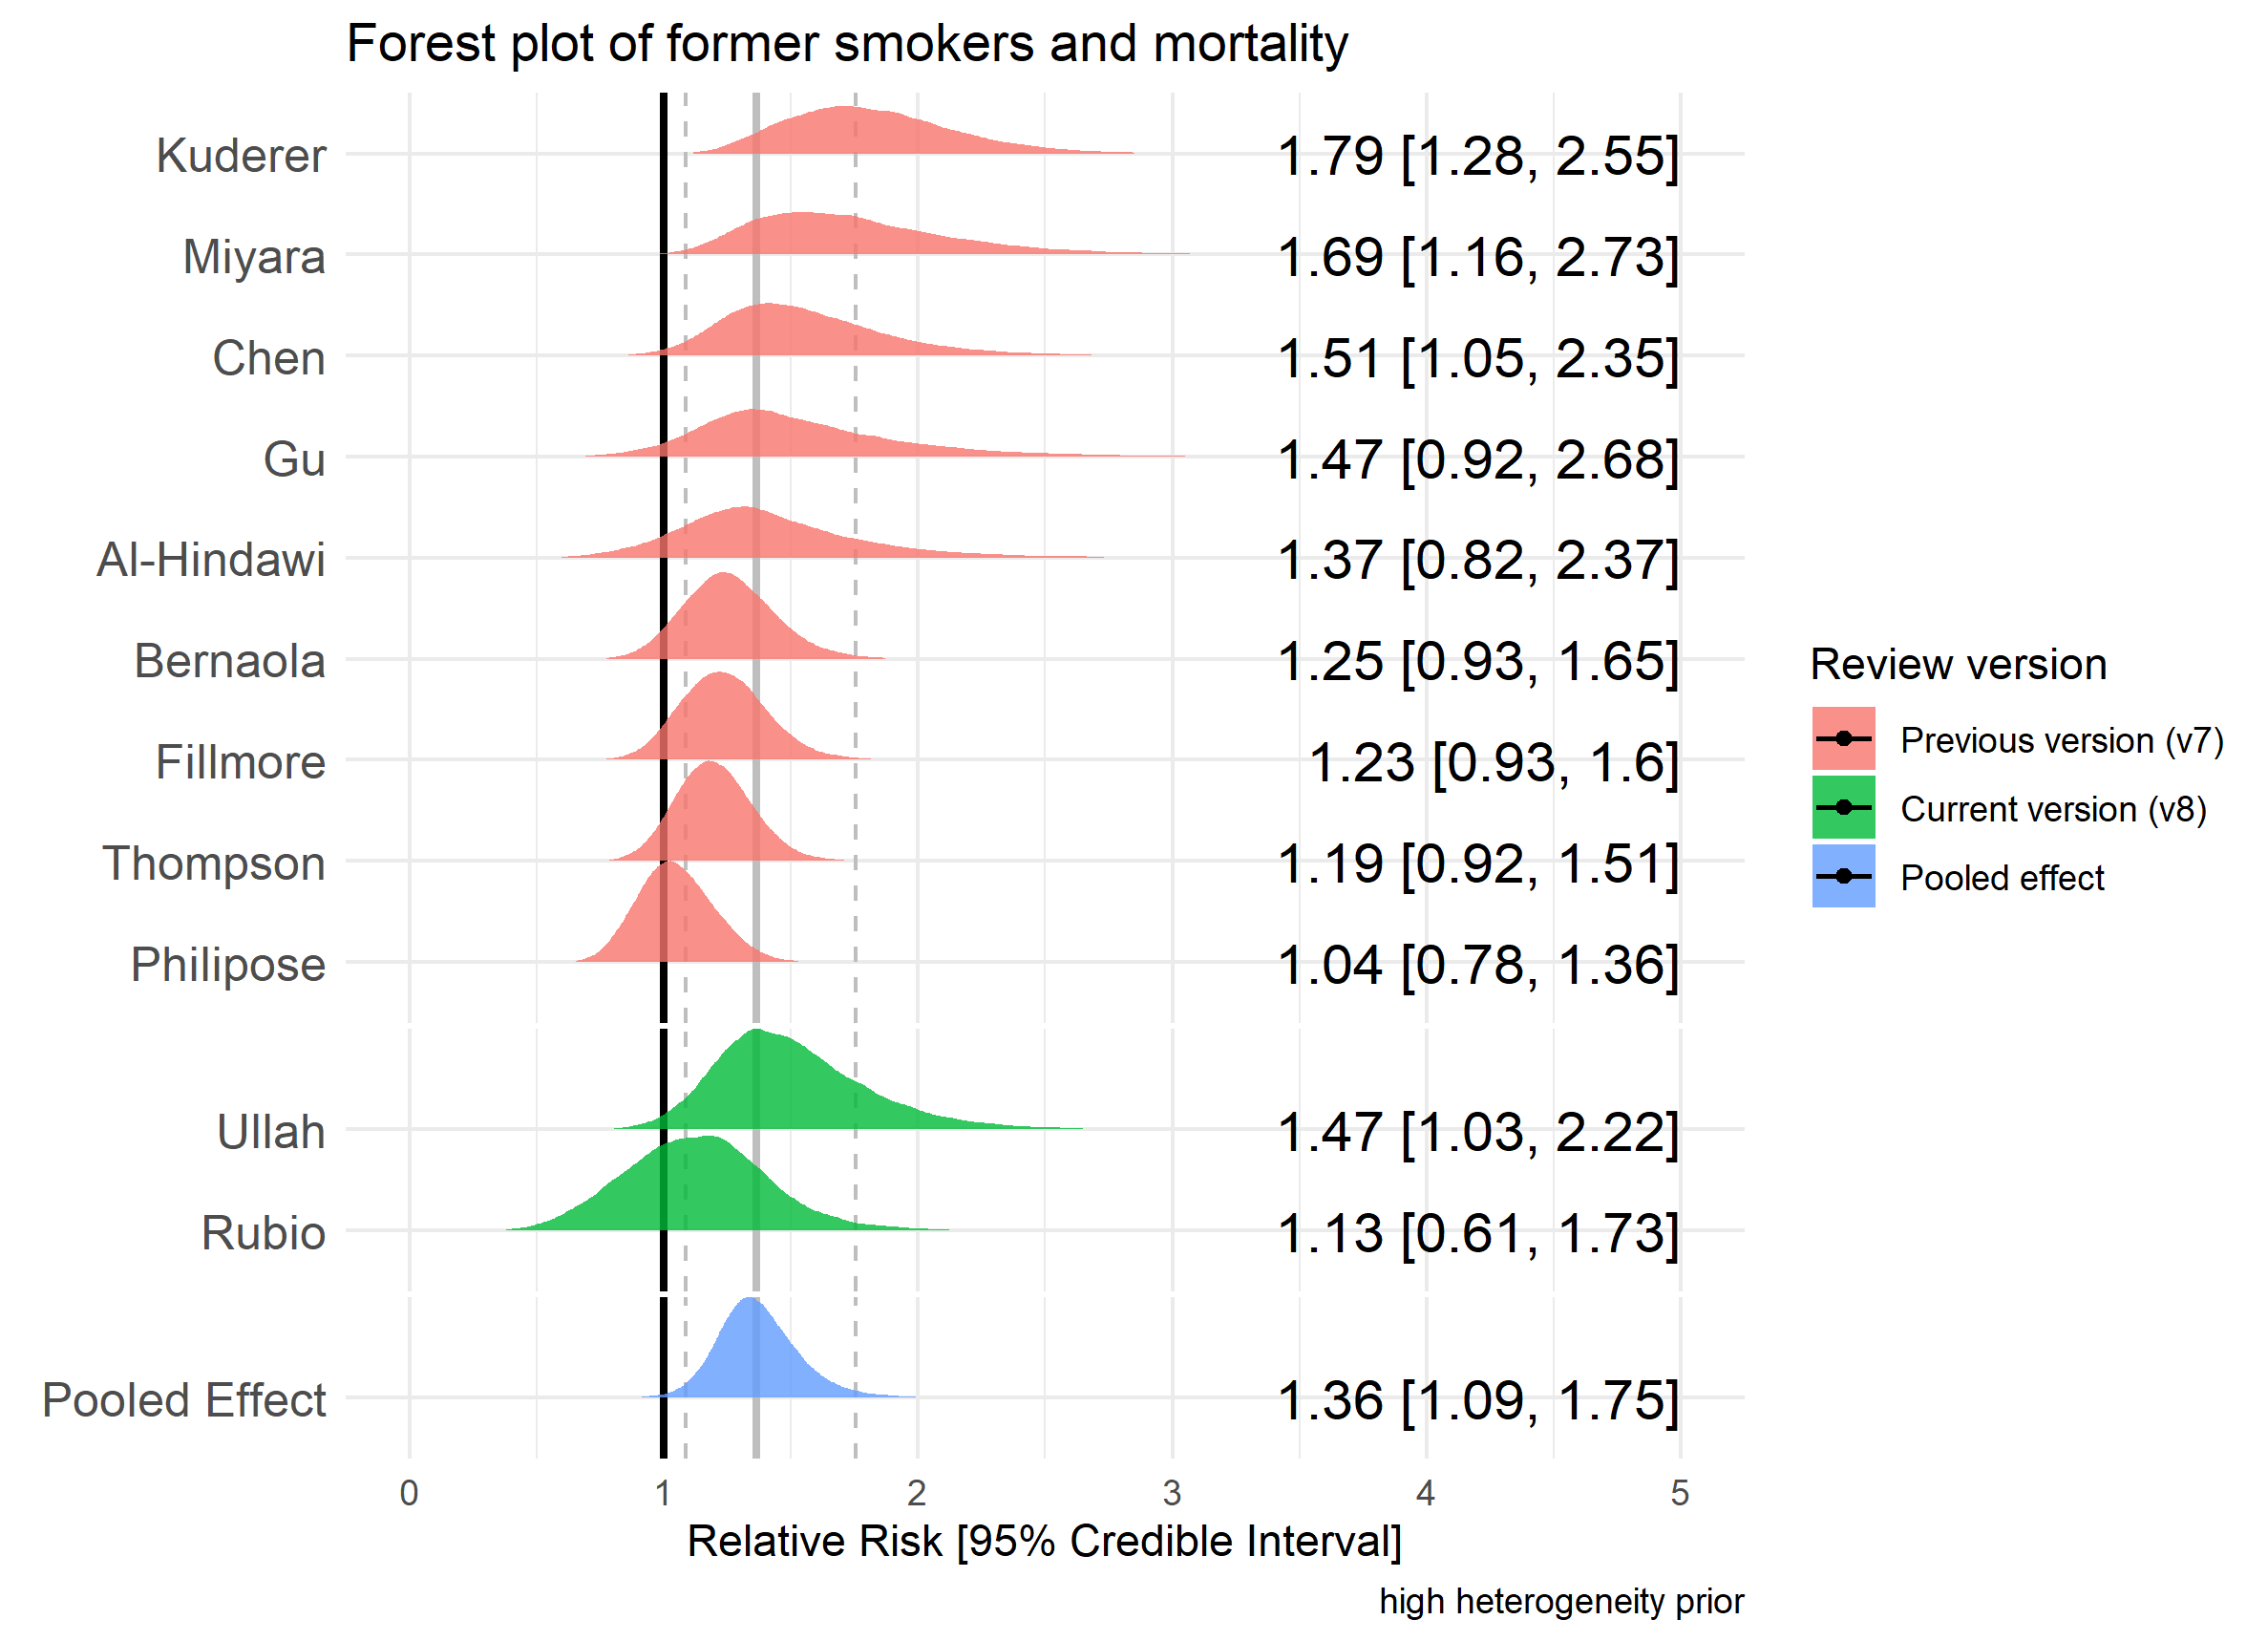 Forest plot of former smokers and mortality
Kuderer 1.79 [1.28, 2.55]
Miyara 1.69 [1.16, 2.73]
Chen 1.51 [1.05, 2.35]
Gu 1.47 [0.92, 2.68]
Al-Hindawi 1.37 [0.82, 2.37]
Bernaola 1.25 [0.93, 1.65]
Fillmore 1.23 [0.93, 1.6]
Thompson 1.19 [0.92, 1.51]
Philipose 1.04 [0.78, 1.36]
Ullah 1.47 [1.03, 2.22]
Rubio 1.13 [0.61, 1.73]
Pooled Effect 1.36 [1.09, 1.75]
0 1 2 3 4 5
Relative Risk [95% Credible Interval]
high heterogeneity prior
Review version
Previous version (v7)
Current version (v8)
Pooled effect